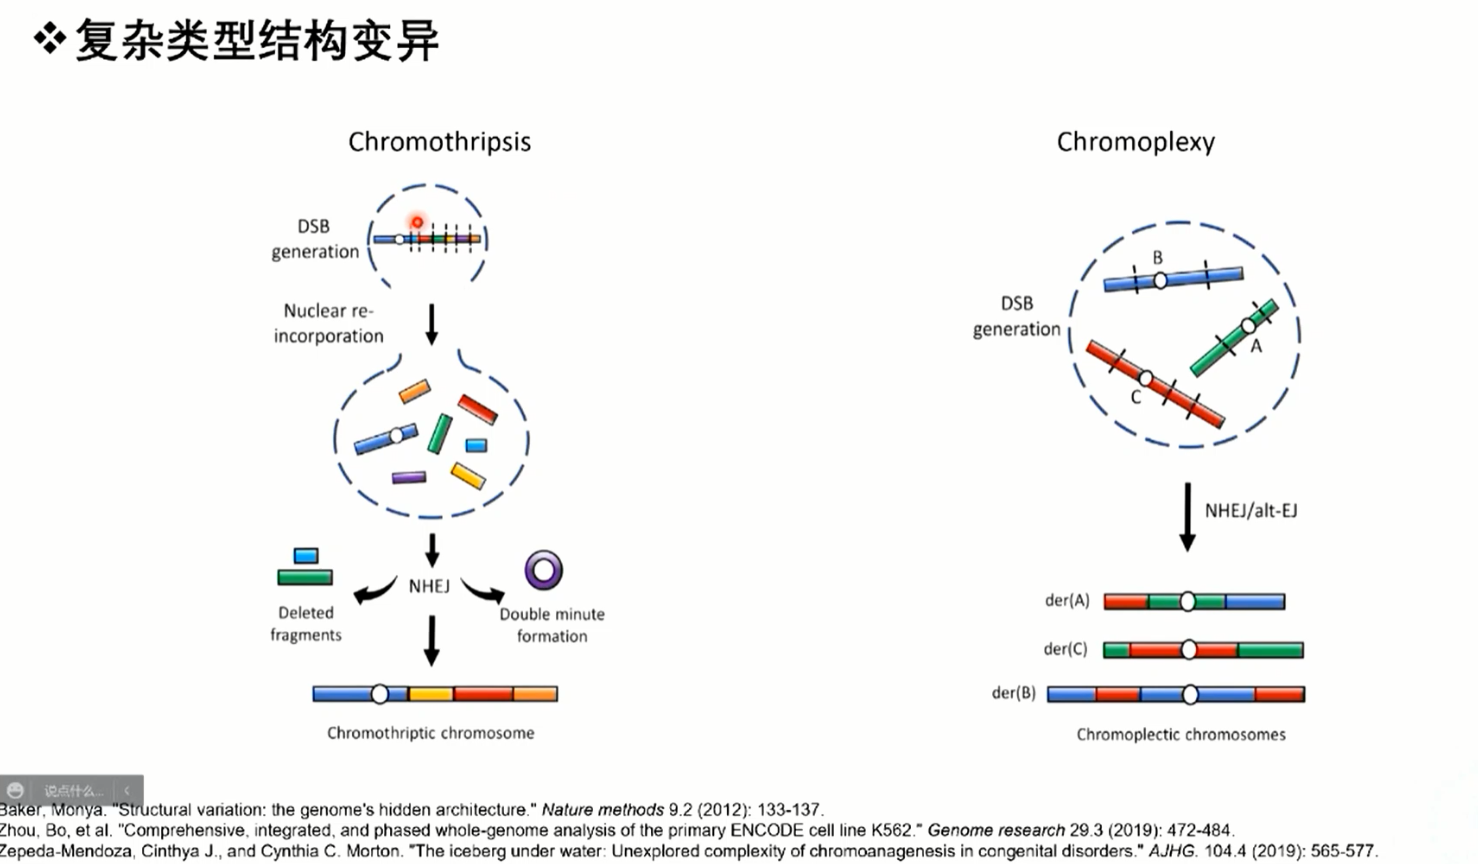 ❖复杂类型结构变异
Chromothripsis
DSB
generation
Nuclear re-
incorporation
NHEJ
Deleted
fragments
Double minute
formation
Chromothriptic chromosome
Chromoplexy
DSB
generation
B
A
C
NHEJ/alt-EJ
der(A)
der(C)
der(B)
Chromoplectic chromosomes
说点什么...
Baker, Monya. "Structural variation: the genome's hidden architecture." Nature methods 9.2 (2012): 133-137.
Zhou, Bo, et al. "Comprehensive, integrated, and phased whole-genome analysis of the primary ENCODE cell line K562." Genome research 29.3 (2019): 472-484.
Zepeda-Mendoza, Cinthya J., and Cynthia C. Morton. "The iceberg under water: Unexplored complexity of chromoanagenesis in congenital disorders." AJHG. 104.4 (2019): 565-577.